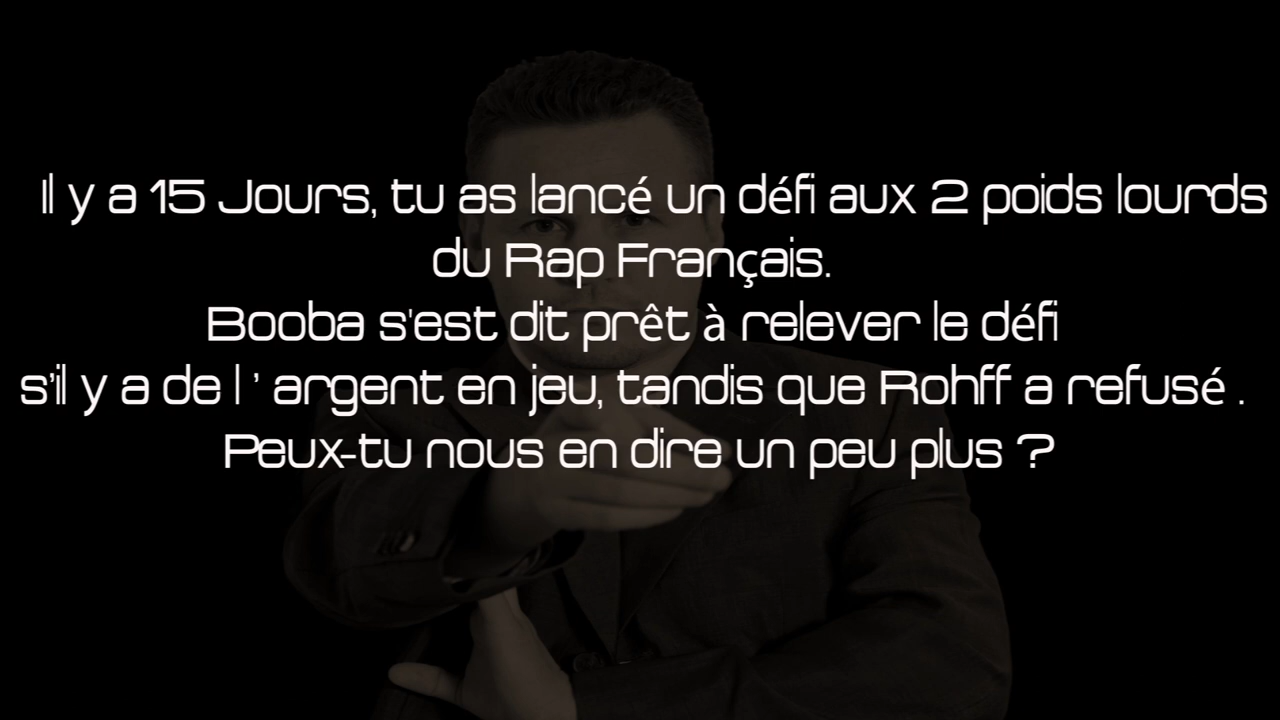 Il y a 15 Jours, tu as lancé un défi aux 2 poids lourds
du Rap Français.
Booba s'est dit prêt à relever le défi
s'il y a de l ' argent en jeu, tandis que Rohff a refusé .
Peux-tu nous en dire un peu plus ?